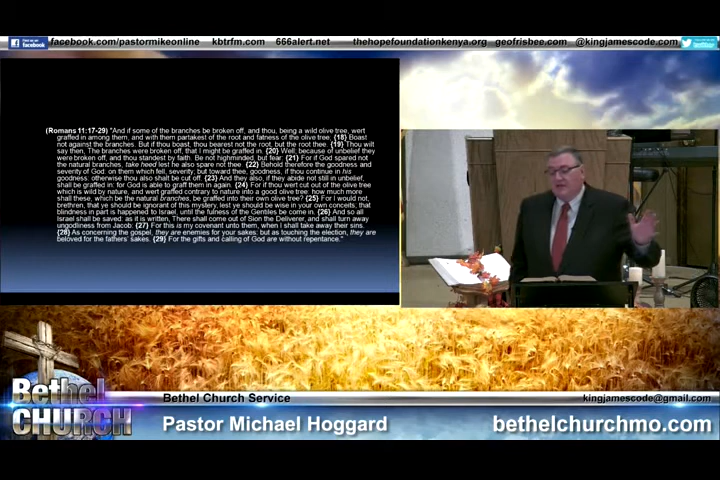 facebook.com/pastormikeonline kbtrfm.com 666alert.net thehopefoundationkenya.org geofrisbee.com @kingjamescode.com
(Romans 11:17-29) "And if some of the branches be broken off, and thou, being a wild olive tree, wert
graffed in among them, and with them partakest of the root and fatness of the olive tree; {18} Boast
not against the branches. But if thou boast, thou bearest not the root, but the root thee. {19} Thou wilt
say then, The branches were broken off, that I might be graffed in. {20} Well; because of unbelief they
were broken off, and thou standest by faith. Be not highminded, but fear: {21} For if God spared not
the natural branches, take heed lest he also spare not thee. {22} Behold therefore the goodness and
severity of God: on them which fell, severity; but toward thee, goodness, if thou continue in his
goodness: otherwise thou also shalt be cut off. {23} And they also, if they abide not still in unbelief,
shall be graffed in: for God is able to graff them in again. {24} For if thou wert cut out of the olive tree
which is wild by nature, and wert graffed contrary to nature into a good olive tree: how much more
shall these, which be the natural branches, be graffed into their own olive tree? {25} For I would not,
brethren, that ye should be ignorant of this mystery, lest ye should be wise in your own conceits, that
blindness in part is happened to Israel, until the fulness of the Gentiles be come in. {26} And so all
Israel shall be saved: as it is written, There shall come out of Sion the Deliverer, and shall turn away
ungodliness from Jacob: {27} For this is my covenant unto them, when I shall take away their sins.
{28} As concerning the gospel, they are enemies for your sakes: but as touching the election, they are
beloved for the fathers' sakes. {29} For the gifts and calling of God are without repentance."
Bethel
CHURCH
Bethel Church Service
kingjamescode@gmail.com
Pastor Michael Hoggard
bethelchurchmo.com